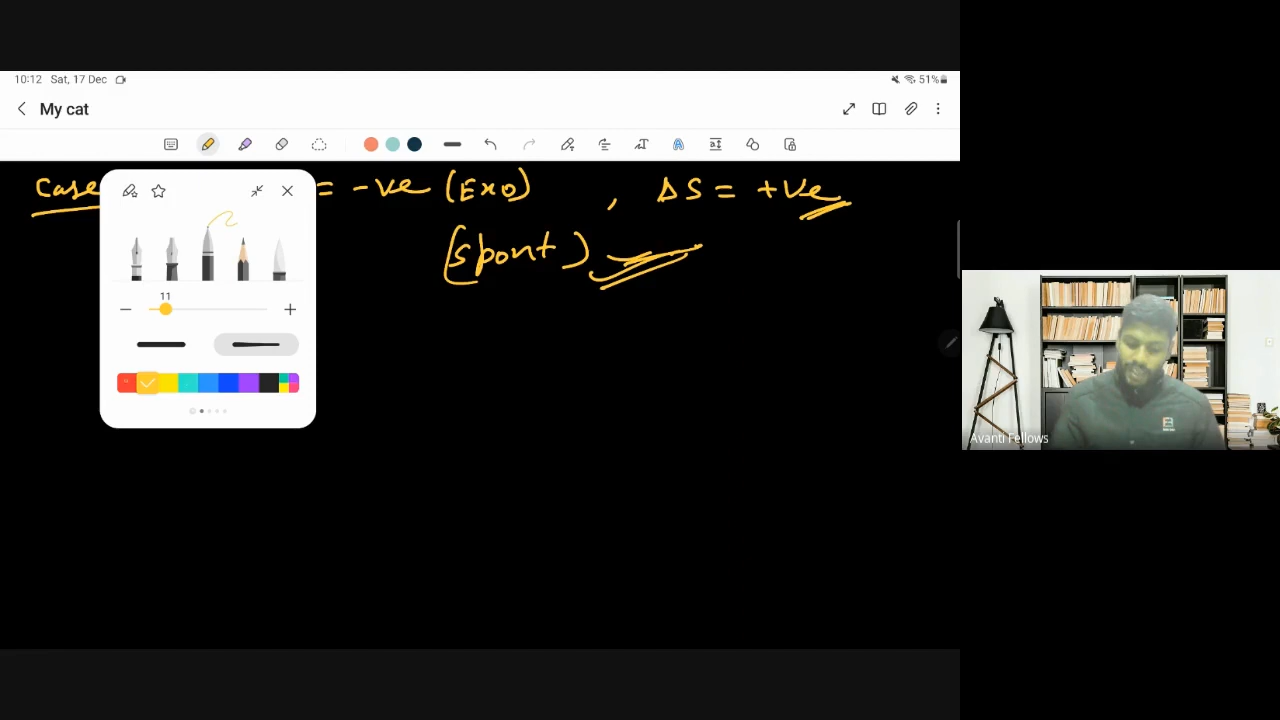 10:12 Sat, 17 Dec 51%
My cat
Case = -ve (Exo) , ΔS = +ve
(spont)
11
Avanti Fellows